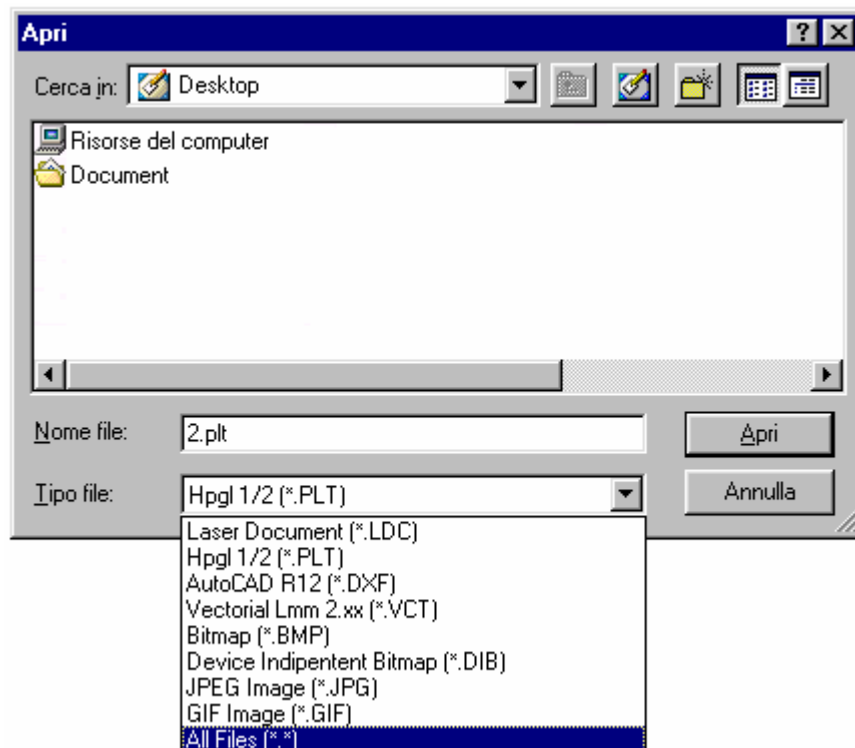 Apri
Cerca in: Desktop
Risorse del computer
Document
Nome file: 2.plt Apri
Tipo file: Hpgl 1/2 (*.PLT) Annulla
Laser Document (*.LDC)
Hpgl 1/2 (*.PLT)
AutoCAD R12 (*.DXF)
Vectorial Lmm 2.xx (*.VCT)
Bitmap (*.BMP)
Device Indipentent Bitmap (*.DIB)
JPEG Image (*.JPG)
GIF Image (*.GIF)
All Files (*.*)